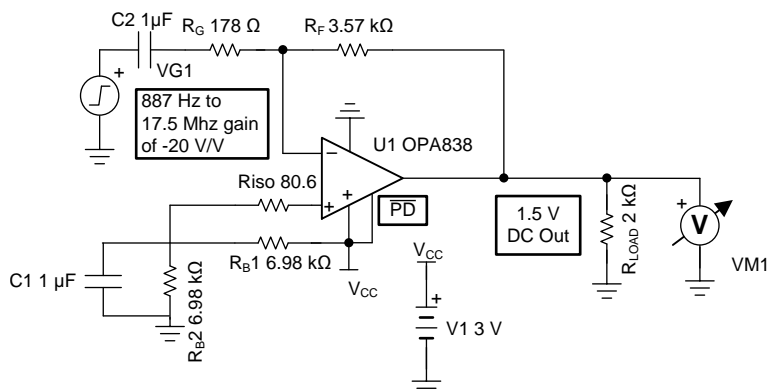 C2 1µF
R_G 178 Ω
R_F 3.57 kΩ
+
VG1
887 Hz to
17.5 Mhz gain
of -20 V/V
U1 OPA838
−
+
+
Riso 80.6
PD
1.5 V
DC Out
R_LOAD 2 kΩ
+
V
VM1
R_B1 6.98 kΩ
V_CC
V_CC
C1 1 µF
R_B2 6.98 kΩ
+
V1 3 V